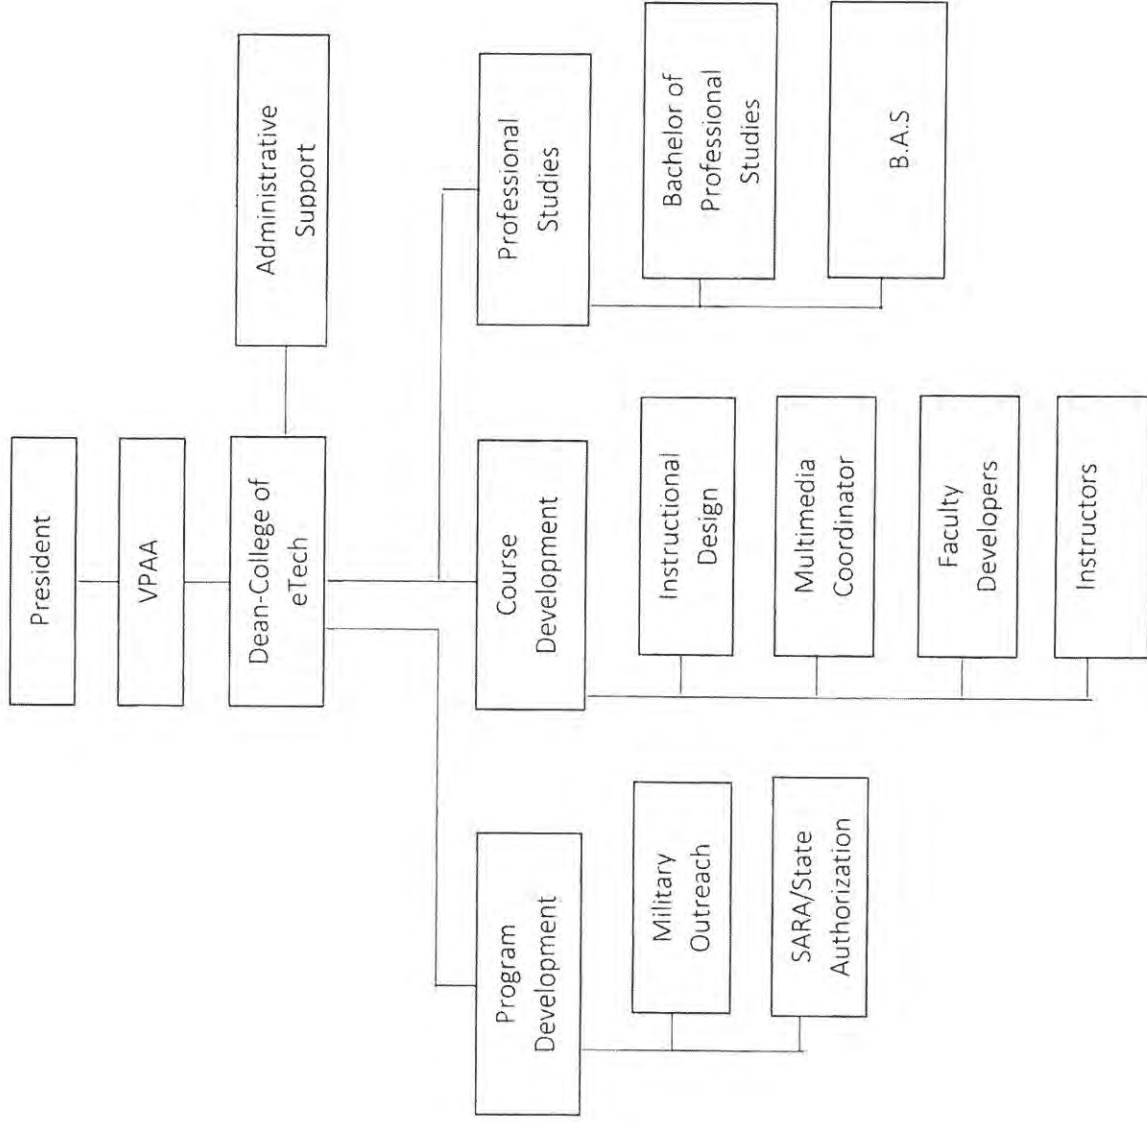 President
VPAA
Dean-College of
eTech
Administrative
Support
Program
Development
Military
Outreach
SARA/State
Authorization
Course
Development
Instructional
Design
Multimedia
Coordinator
Faculty
Developers
Instructors
Professional
Studies
Bachelor of
Professional
Studies
B.A.S